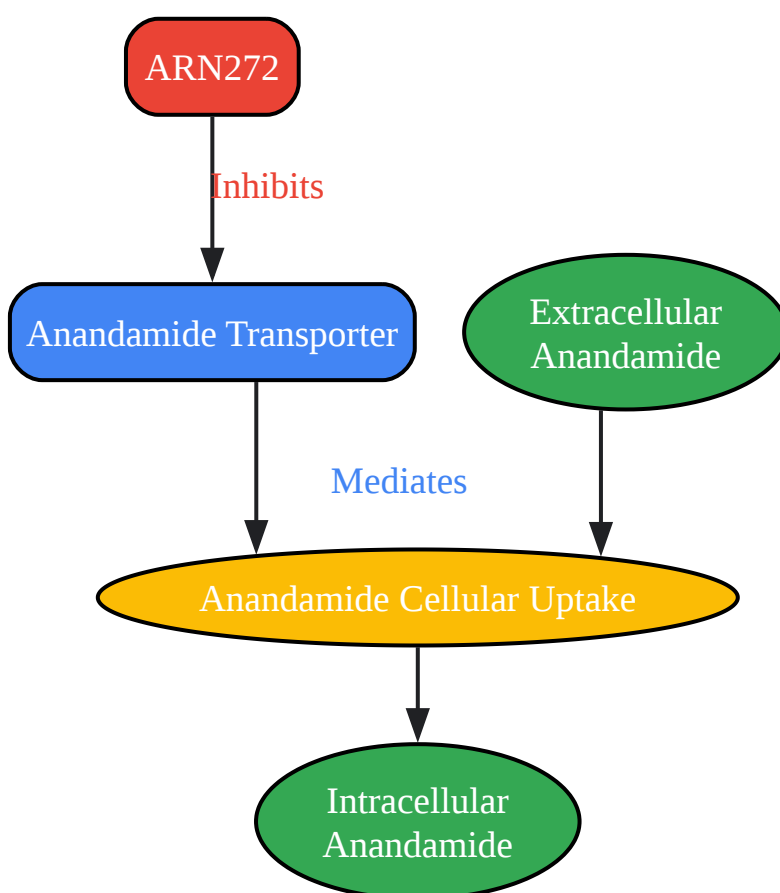 ARN272
Inhibits
Anandamide Transporter
Extracellular
Anandamide
Mediates
Anandamide Cellular Uptake
Intracellular
Anandamide